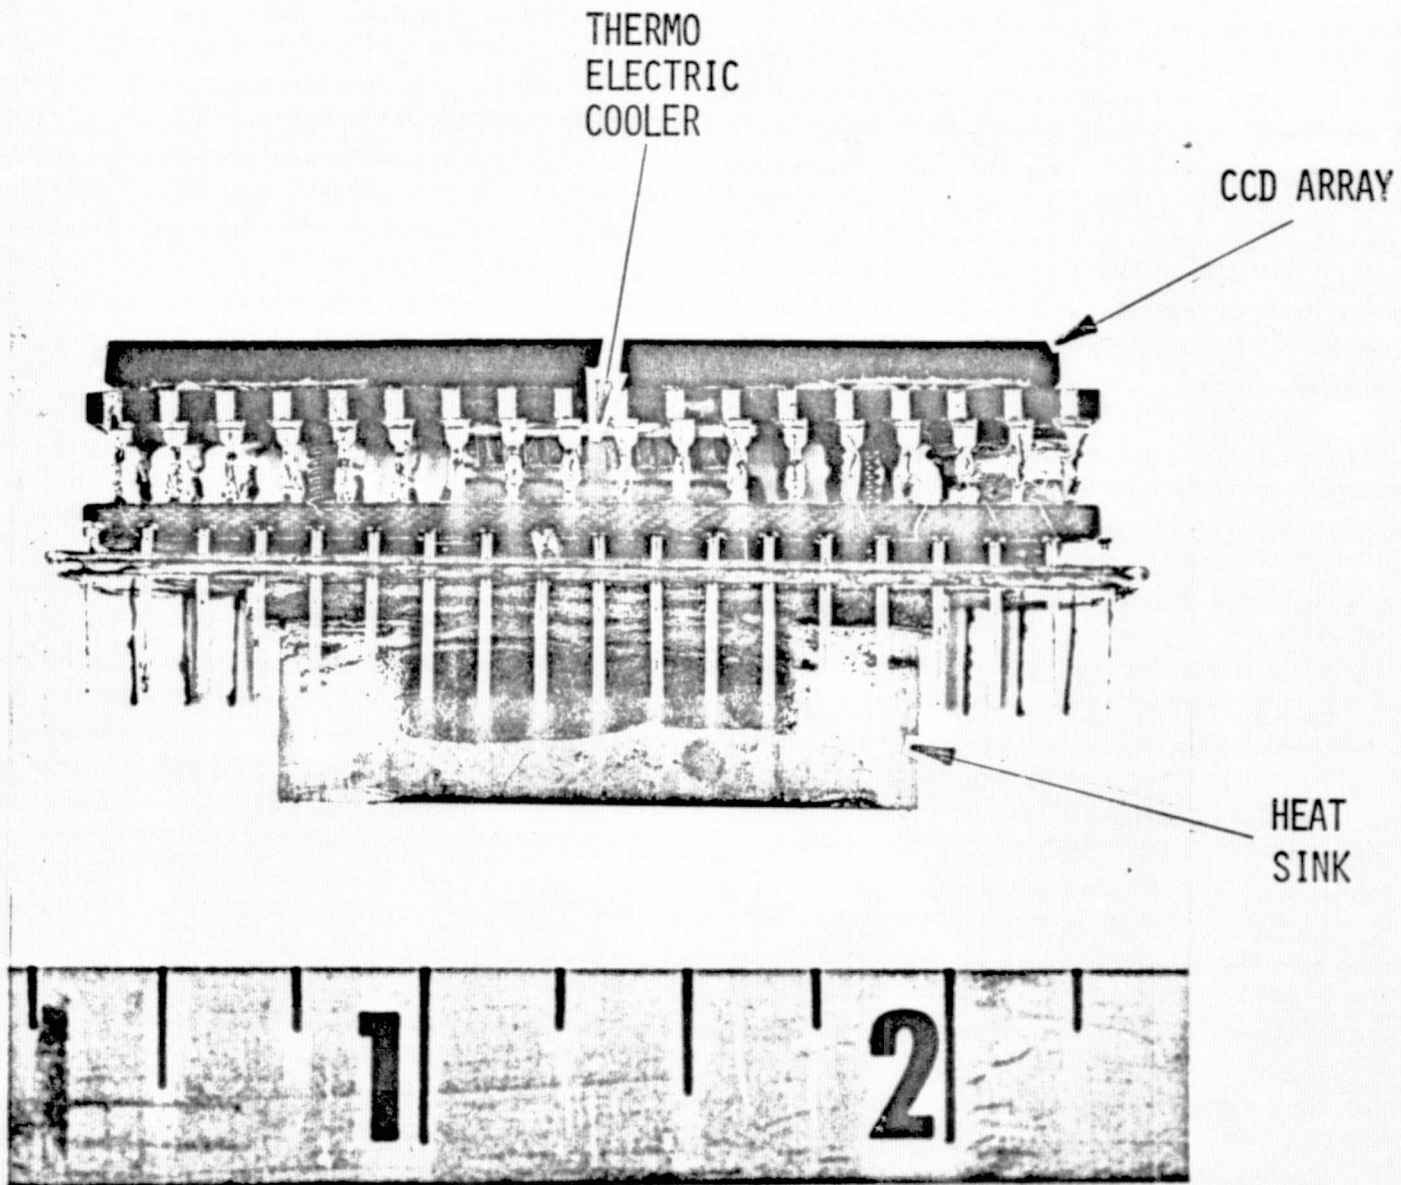 THERMO
ELECTRIC
COOLER
CCD ARRAY
HEAT
SINK
1
2